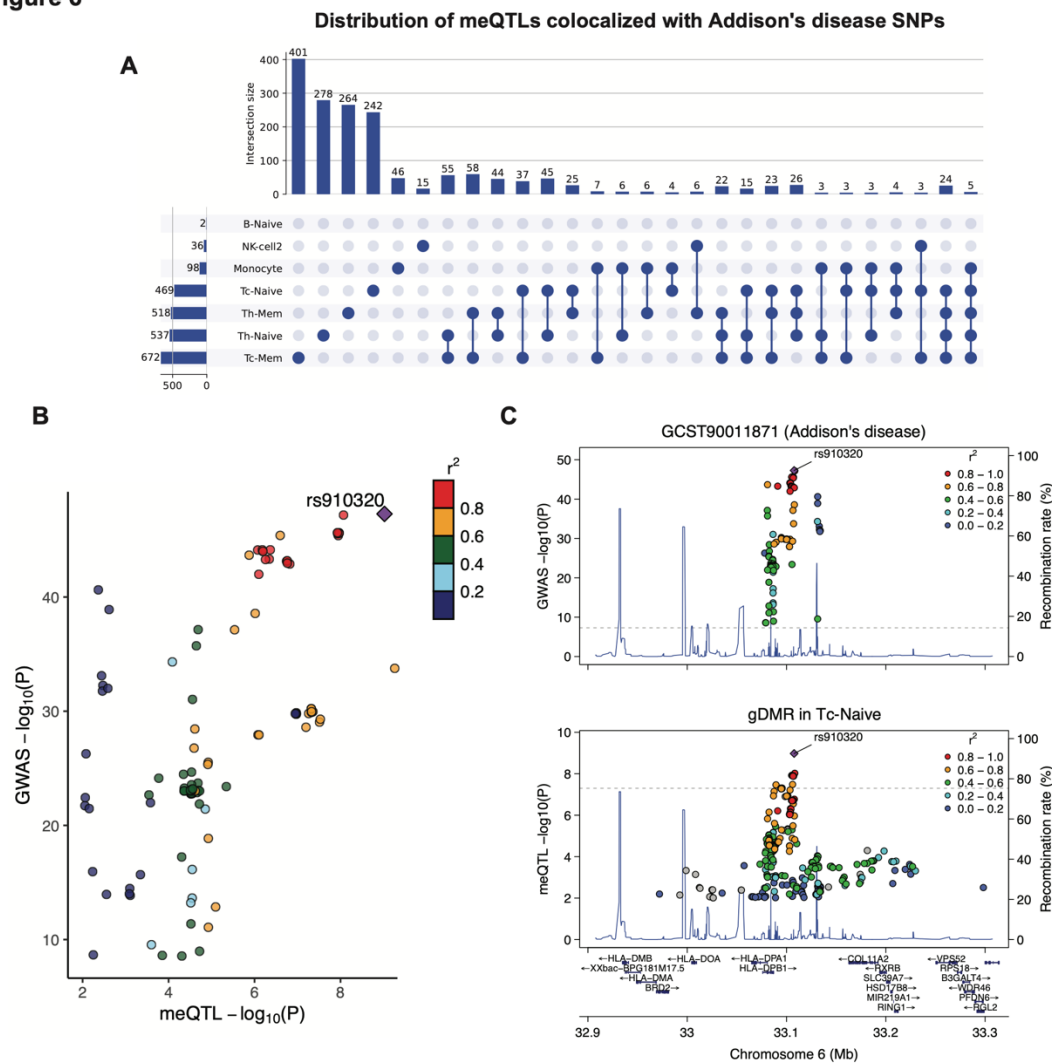 Figure 6
Distribution of meQTLs colocalized with Addison's disease SNPs
A
Intersection size
400
300
200
100
0
401 278 264 242 46 15 55 58 44 37 45 25 7 6 6 4 6 22 15 23 26 3 3 3 4 3 24 5
2 B-Naive
36 NK-cell2
98 Monocyte
469 Tc-Naive
518 Th-Mem
537 Th-Naive
672 Tc-Mem
500 0
B
r²
0.8
0.6
0.4
0.2
rs910320
GWAS −log₁₀(P)
40
30
20
10
2 4 6 8
meQTL −log₁₀(P)
C
GCST90011871 (Addison's disease)
rs910320
GWAS −log10(P)
50
40
30
20
10
0
r²
0.8 − 1.0
0.6 − 0.8
0.4 − 0.6
0.2 − 0.4
0.0 − 0.2
Recombination rate (%)
100
80
60
40
20
0
gDMR in Tc-Naive
rs910320
meQTL −log10(P)
10
8
6
4
2
0
r²
0.8 − 1.0
0.6 − 0.8
0.4 − 0.6
0.2 − 0.4
0.0 − 0.2
Recombination rate (%)
100
80
60
40
20
0
←HLA-DMB ←HLA-DOA ←HLA-DPA1 ←COL11A2 ←VPS52
←XXbac-BPG181M17.5 HLA-DPB1→ ←RXRB RPS18→
←HLA-DMA SLC39A7→ B3GALT4→
BRD2→ HSD17B8→ ←WDR46
MIR219A1→ PFDN6→
RING1→ ←RGL2
32.9 33 33.1 33.2 33.3
Chromosome 6 (Mb)